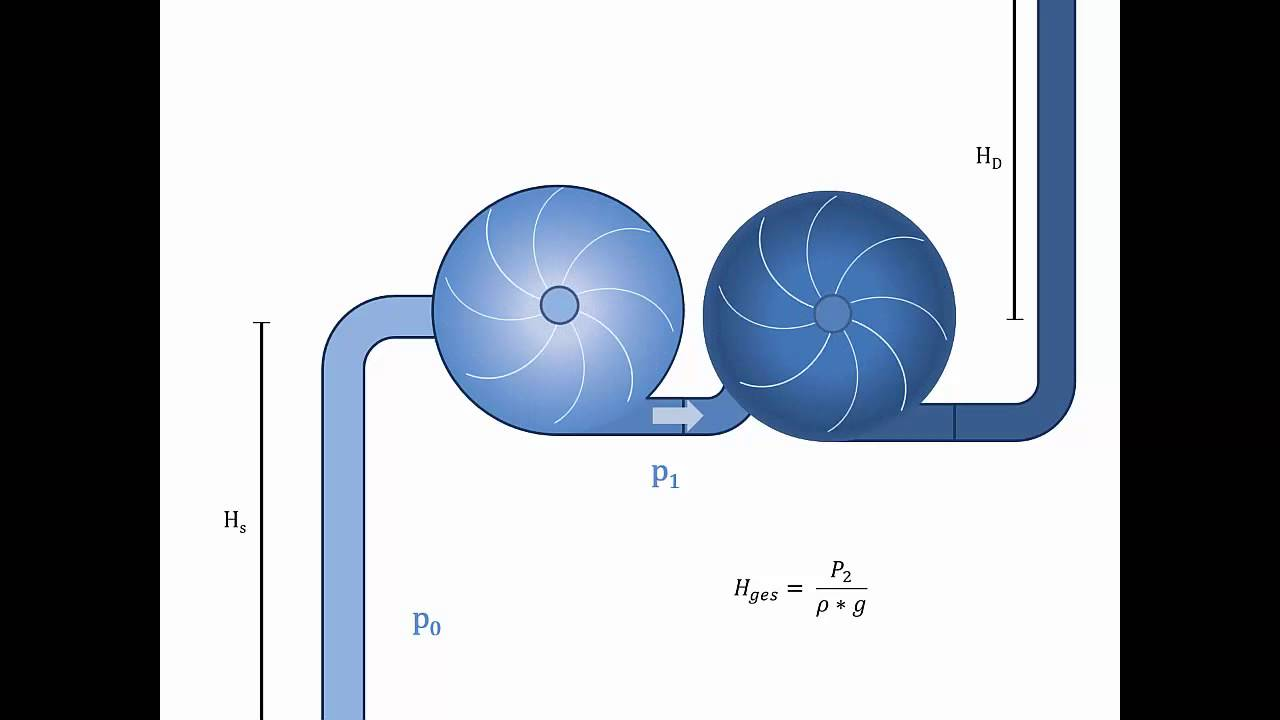 H_D
p_1
H_s
H_ges = P_2 / (ρ * g)
p_0